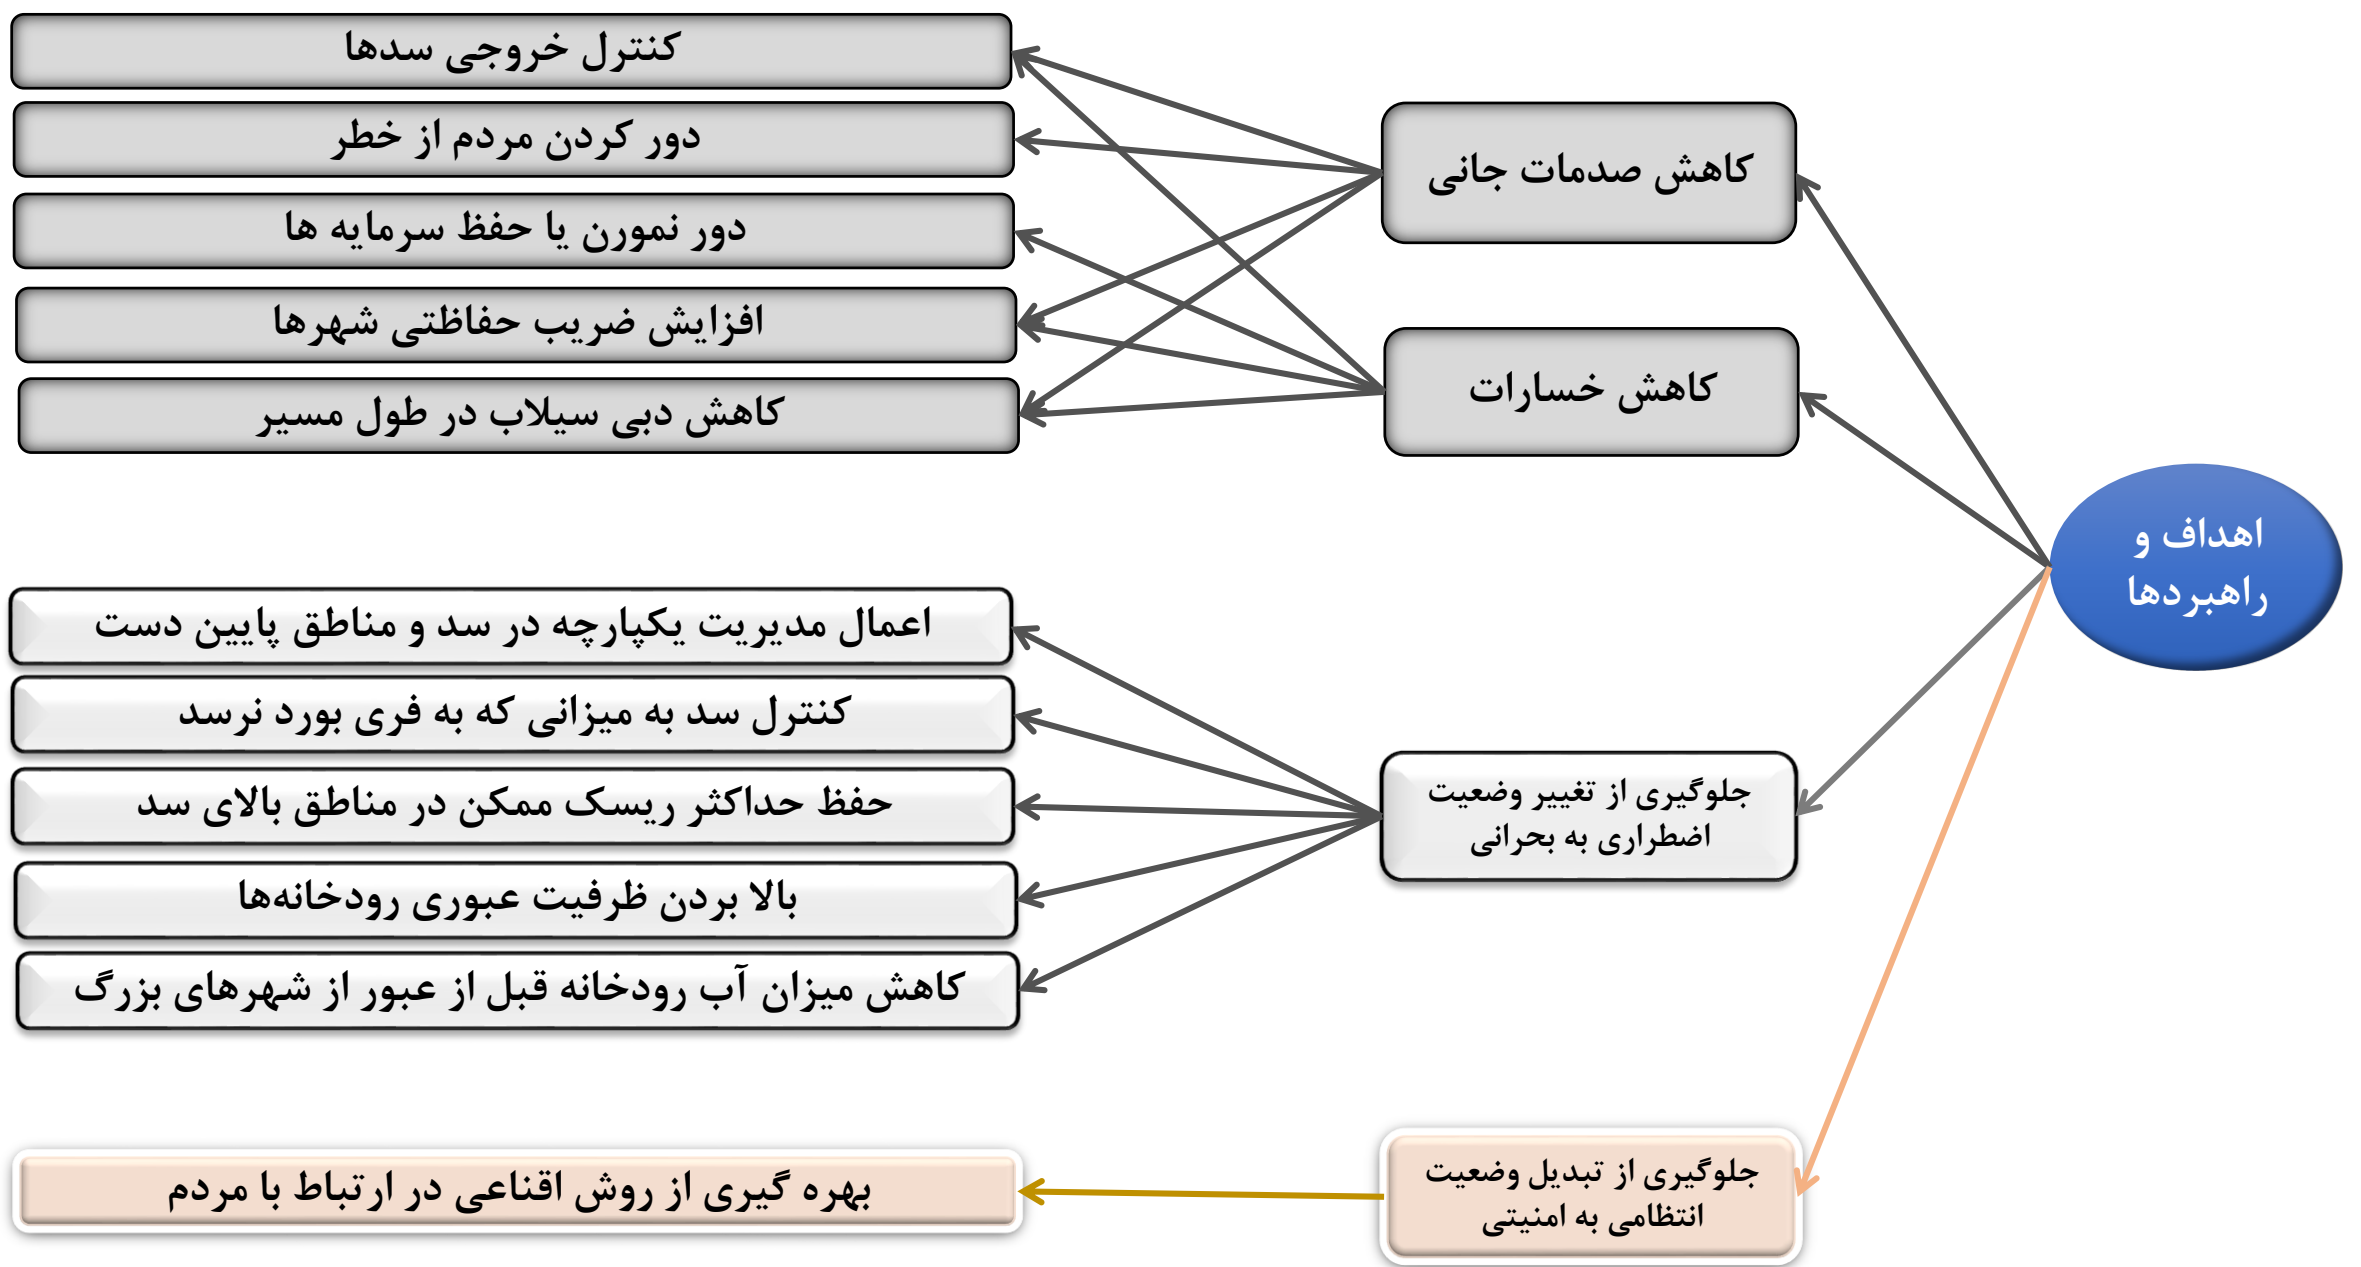 اهداف و
راهبردها
کاهش صدمات جانی
کاهش خسارات
کنترل خروجی سدها
دور کردن مردم از خطر
دور نمورن یا حفظ سرمایه ها
افزایش ضریب حفاظتی شهرها
کاهش دبی سیلاب در طول مسیر
جلوگیری از تغییر وضعیت
اضطراری به بحرانی
اعمال مدیریت یکپارچه در سد و مناطق پایین دست
کنترل سد به میزانی که به فری بورد نرسد
حفظ حداکثر ریسک ممکن در مناطق بالای سد
بالا بردن ظرفیت عبوری رودخانه‌ها
کاهش میزان آب رودخانه قبل از عبور از شهرهای بزرگ
جلوگیری از تبدیل وضعیت
انتظامی به امنیتی
بهره گیری از روش اقناعی در ارتباط با مردم